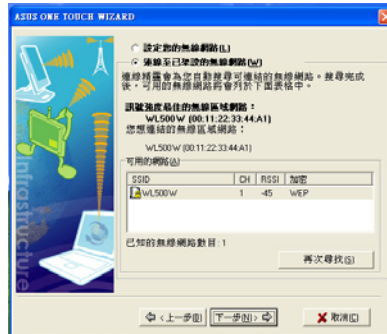 ASUS ONE TOUCH WIZARD
設定您的無線網路(L)
連線至已架設的無線網路(W)
連線精靈會為您自動搜尋可連結的無線網路。搜尋完成
後，可用的無線網路將會列於下面表格中。
訊號強度最佳的無線區域網路：
WL500W (00:11:22:33:44:A1)
您想連結的無線區域網路：
WL500W (00:11:22:33:44:A1)
可用的網路(A)
SSID CH RSSI 加密
WL500W 1 -45 WEP
已知的無線網路數目:1
再次尋找(S)
Infrastructure
<上一步(B) 下一步(N)> 取消(C)